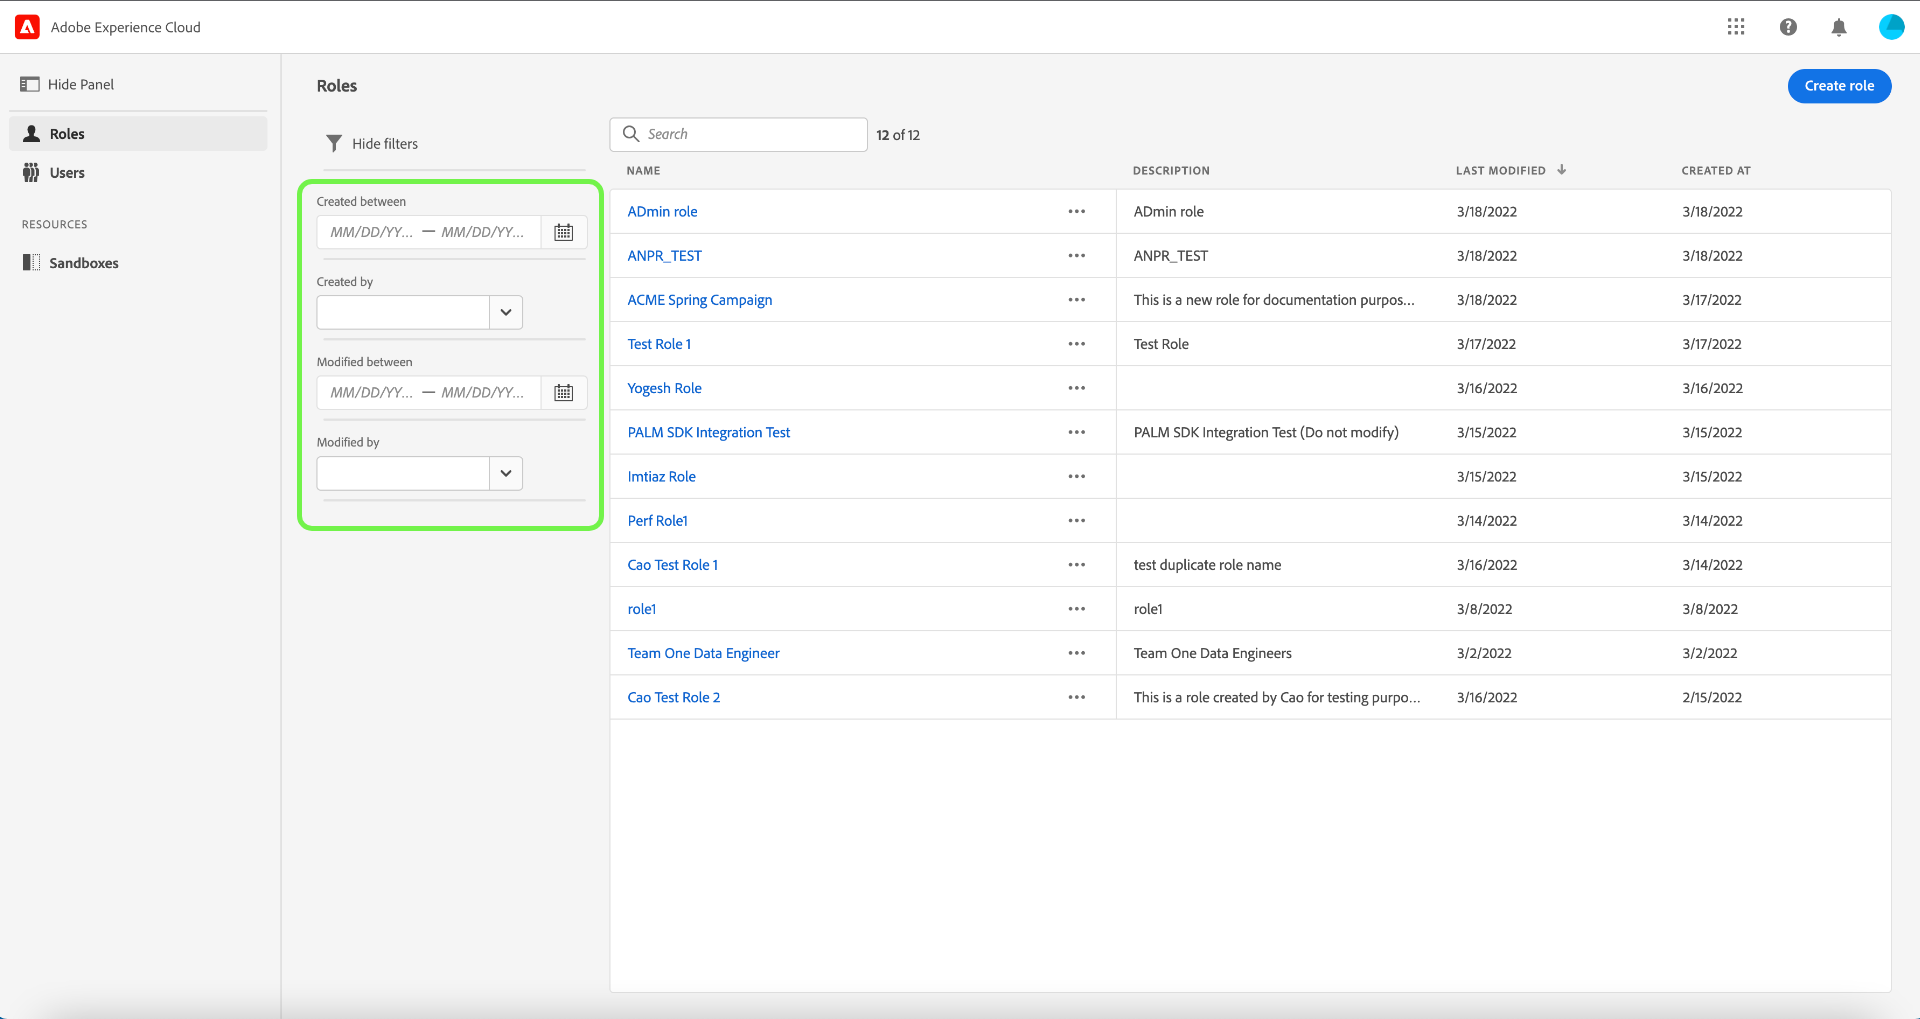 Adobe Experience Cloud
Hide Panel
Roles
Users
RESOURCES
Sandboxes
Roles
Create role
Hide filters
Created between
MM/DD/YY... — MM/DD/YY...
Created by
Modified between
MM/DD/YY... — MM/DD/YY...
Modified by
Search
12 of 12
NAME DESCRIPTION LAST MODIFIED CREATED AT
ADmin role ADmin role 3/18/2022 3/18/2022
ANPR_TEST ANPR_TEST 3/18/2022 3/18/2022
ACME Spring Campaign This is a new role for documentation purpos... 3/18/2022 3/17/2022
Test Role 1 Test Role 3/17/2022 3/17/2022
Yogesh Role 3/16/2022 3/16/2022
PALM SDK Integration Test PALM SDK Integration Test (Do not modify) 3/15/2022 3/15/2022
Imtiaz Role 3/15/2022 3/15/2022
Perf Role1 3/14/2022 3/14/2022
Cao Test Role 1 test duplicate role name 3/16/2022 3/14/2022
role1 role1 3/8/2022 3/8/2022
Team One Data Engineer Team One Data Engineers 3/2/2022 3/2/2022
Cao Test Role 2 This is a role created by Cao for testing purpo... 3/16/2022 2/15/2022